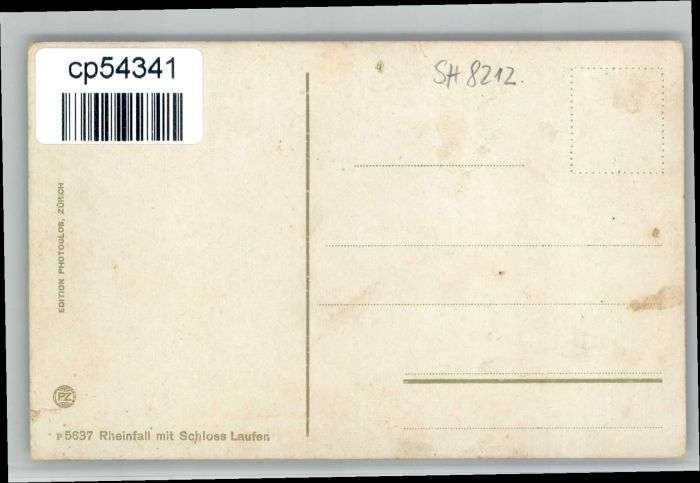 cp54341
SH 8212.
EDITION PHOTOGLOB, ZÜRICH
PZ
P 5637 Rheinfall mit Schloss Laufen